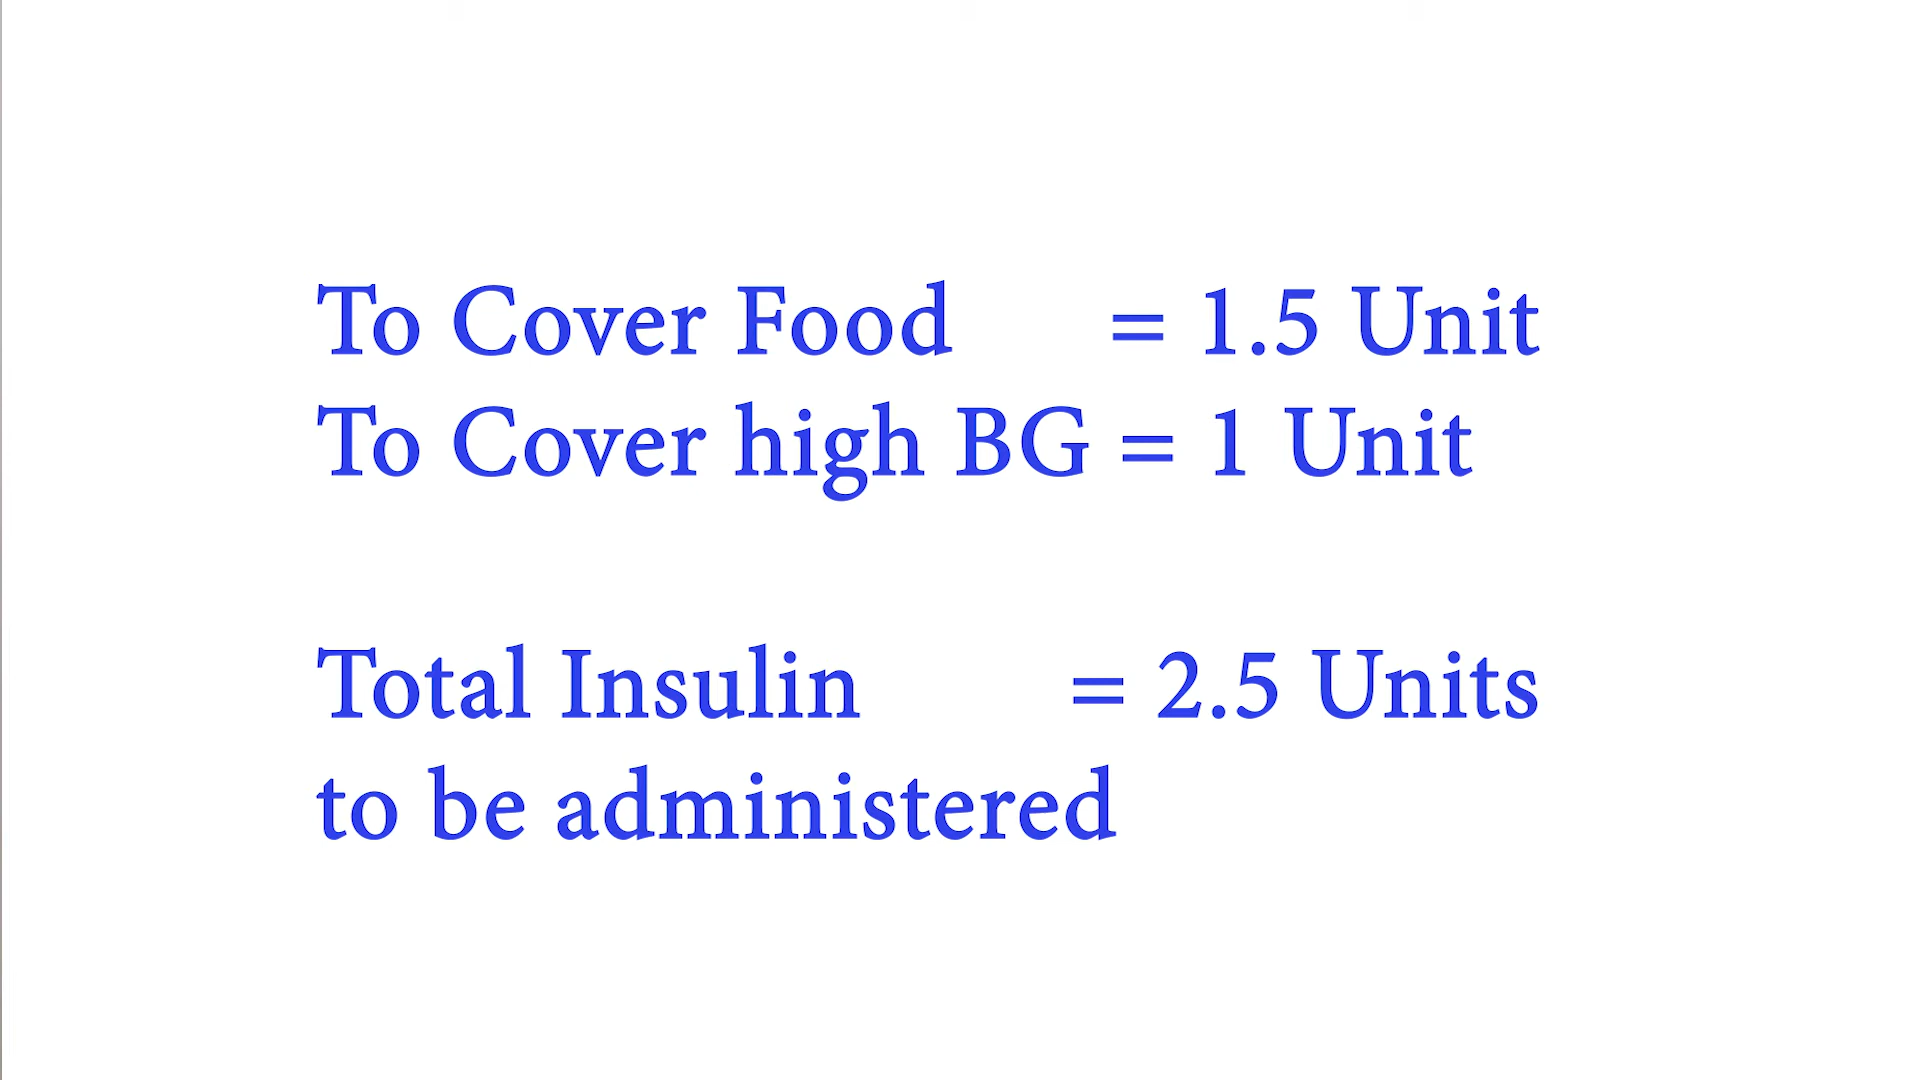 To Cover Food = 1.5 Unit
To Cover high BG = 1 Unit
Total Insulin = 2.5 Units
to be administered